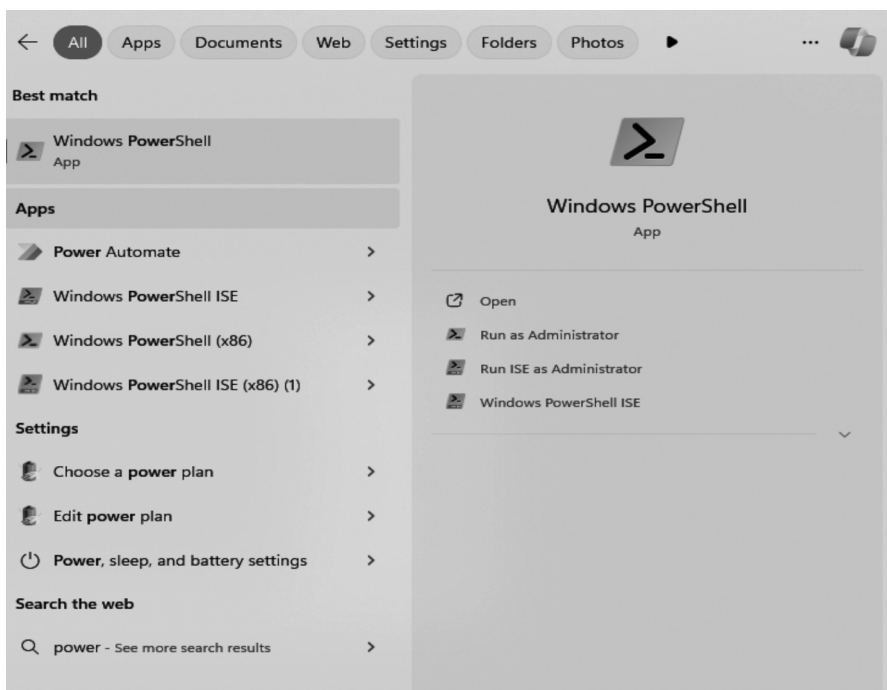 All Apps Documents Web Settings Folders Photos
Best match
Windows PowerShell
App
Apps
Power Automate
Windows PowerShell ISE
Windows PowerShell (x86)
Windows PowerShell ISE (x86) (1)
Settings
Choose a power plan
Edit power plan
Power, sleep, and battery settings
Search the web
power - See more search results
Windows PowerShell
App
Open
Run as Administrator
Run ISE as Administrator
Windows PowerShell ISE